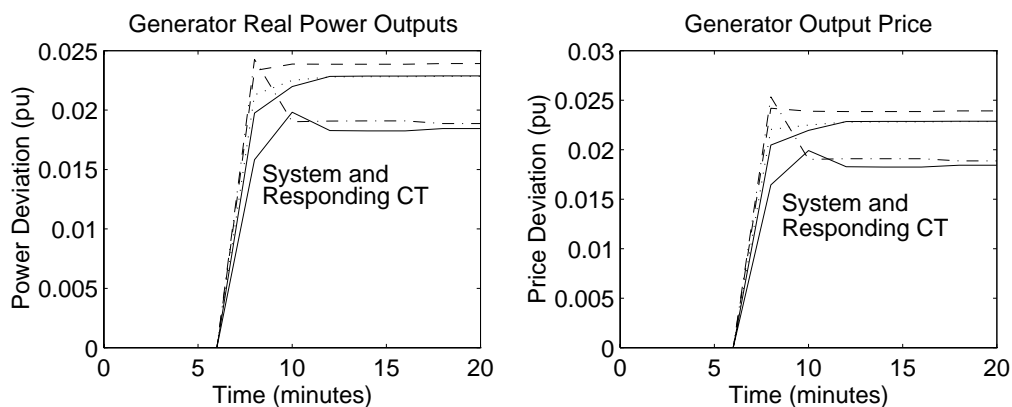 Generator Real Power Outputs
Power Deviation (pu)
0.025
0.02
0.015
0.01
0.005
0
System and
Responding CT
0 5 10 15 20
Time (minutes)
Generator Output Price
Price Deviation (pu)
0.03
0.025
0.02
0.015
0.01
0.005
0
System and
Responding CT
0 5 10 15 20
Time (minutes)